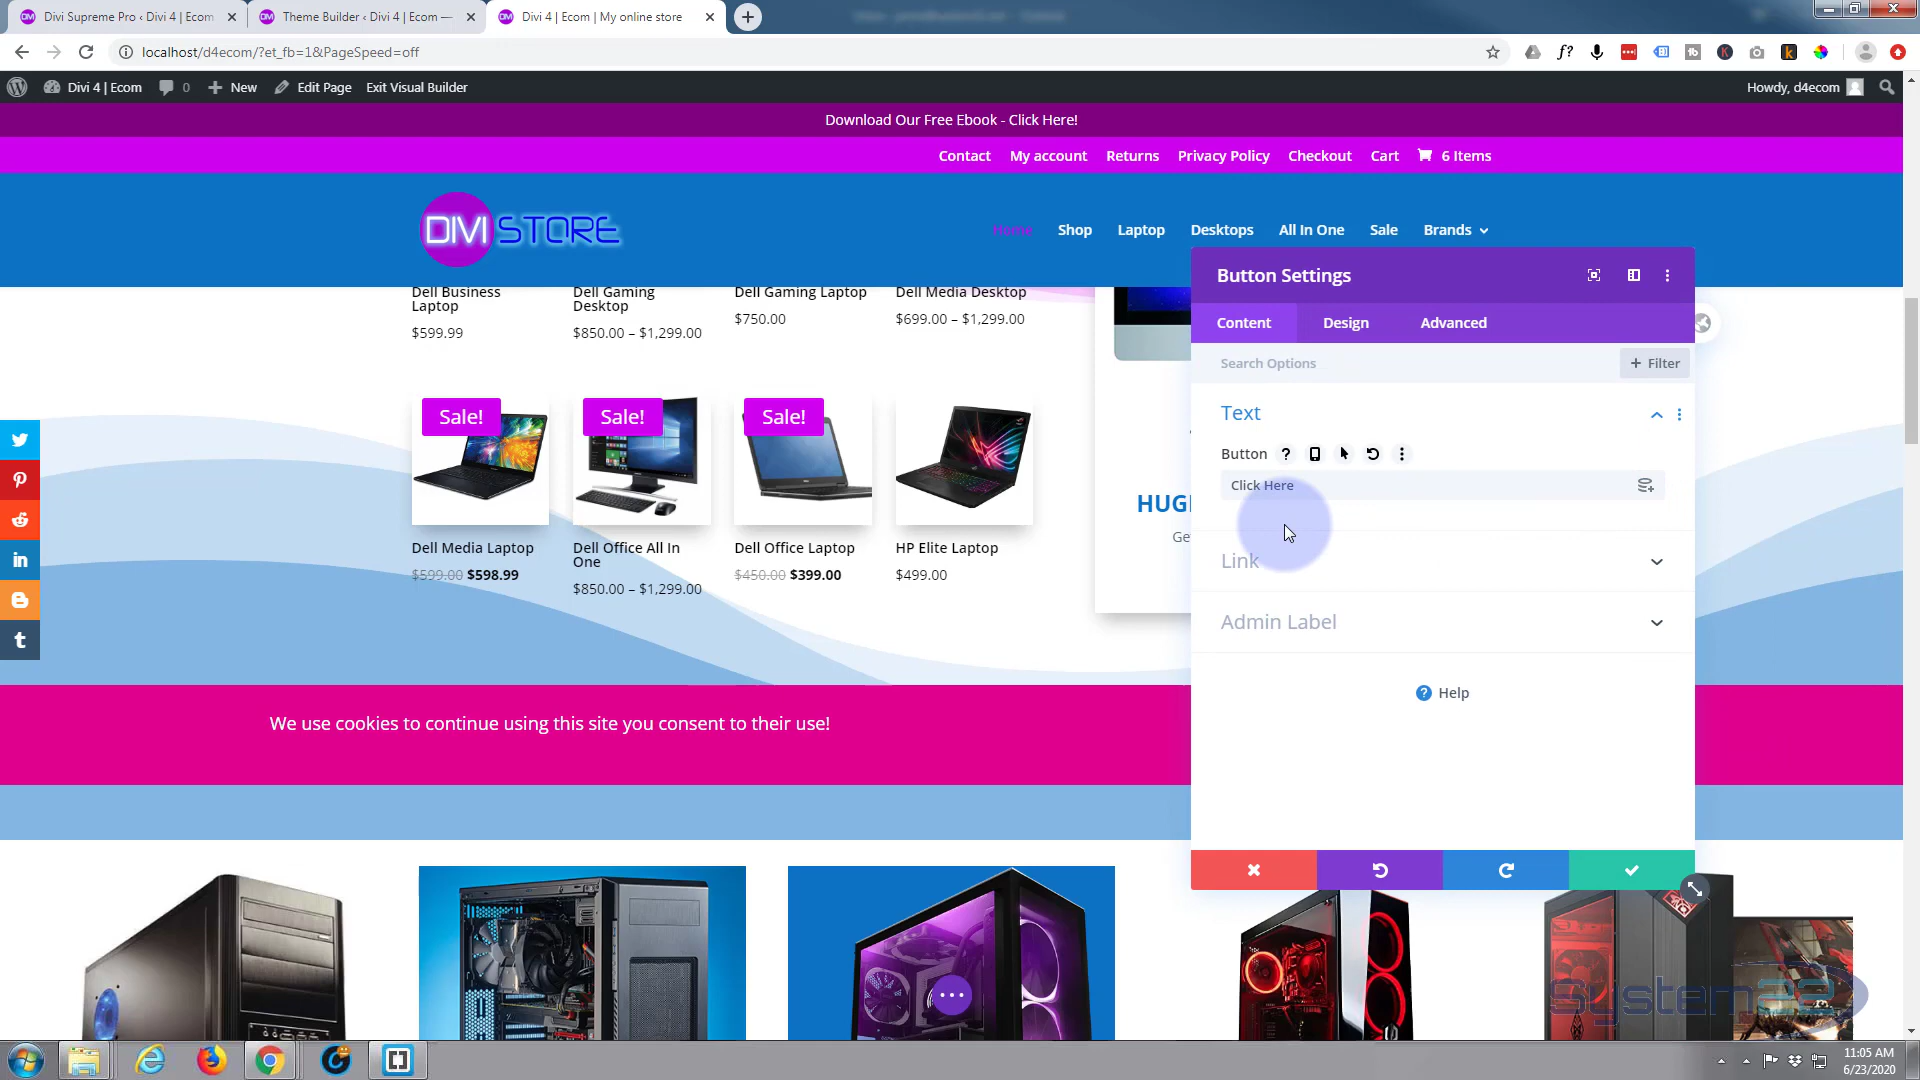 Divi Supreme Pro ‹ Divi 4 | Ecom
Theme Builder ‹ Divi 4 | Ecom —
Divi 4 | Ecom | My online store
localhost/d4ecom/?et_fb=1&PageSpeed=off
Divi 4 | Ecom
0
New
Edit Page
Exit Visual Builder
Howdy, d4ecom
Download Our Free Ebook - Click Here!
Contact
My account
Returns
Privacy Policy
Checkout
Cart
6 Items
DIVI STORE
Home
Shop
Laptop
Desktops
All In One
Sale
Brands
Dell Business
Laptop
$599.99
Dell Gaming
Desktop
$850.00 – $1,299.00
Dell Gaming Laptop
$750.00
Dell Media Desktop
$699.00 – $1,299.00
Sale!
Sale!
Sale!
Dell Media Laptop
$599.00 $598.99
Dell Office All In
One
$850.00 – $1,299.00
Dell Office Laptop
$450.00 $399.00
HP Elite Laptop
$499.00
HUG
Ge
Button Settings
Content
Design
Advanced
Search Options
+ Filter
Text
Button
Click Here
Link
Admin Label
Help
We use cookies to continue using this site you consent to their use!
System22
11:05 AM
6/23/2020